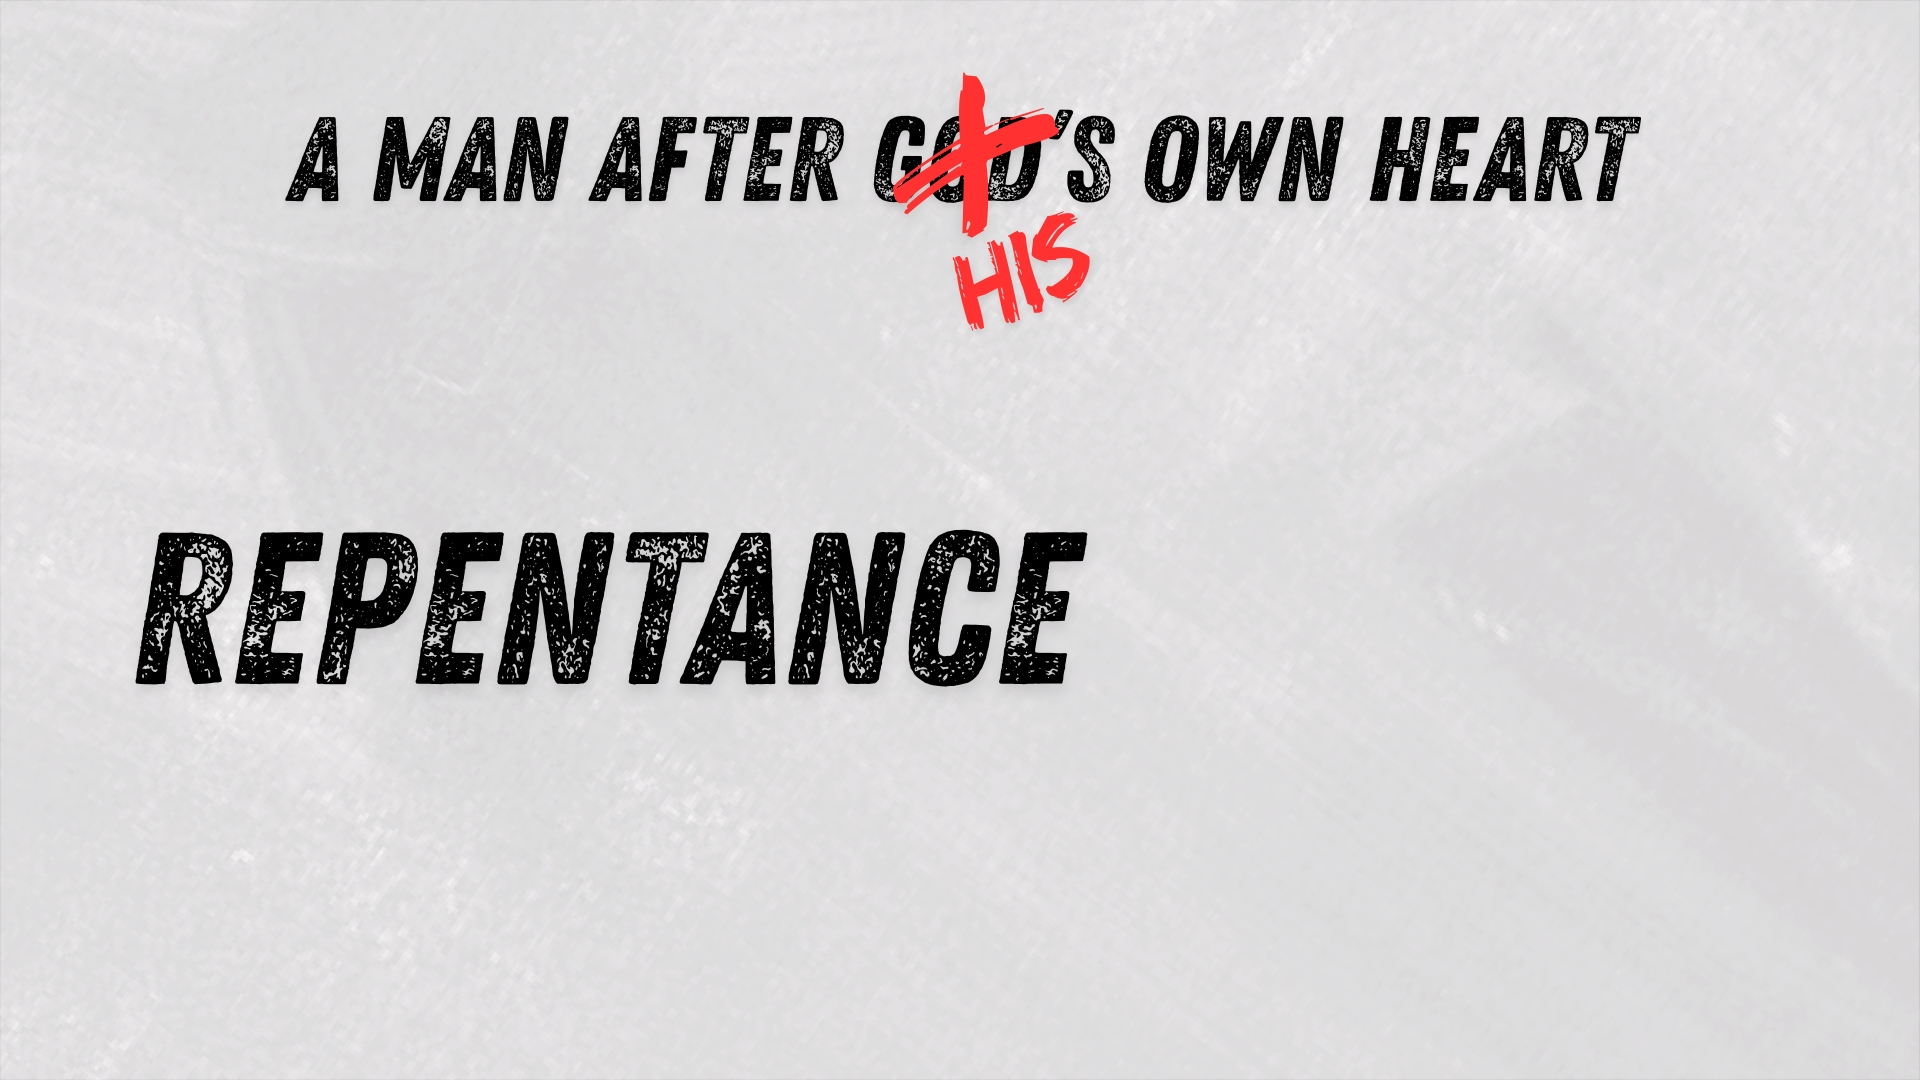 A MAN AFTER GOD'S OWN HEART
HIS
REPENTANCE